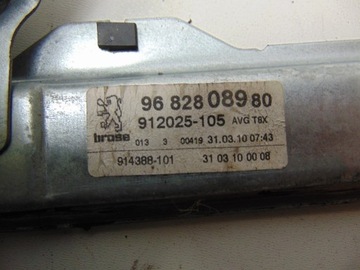 96 828 089 80
brose
912025-105 AVG T8X
013 3 00419 31.03.10 07:43
914388-101 31 03 10 00 08